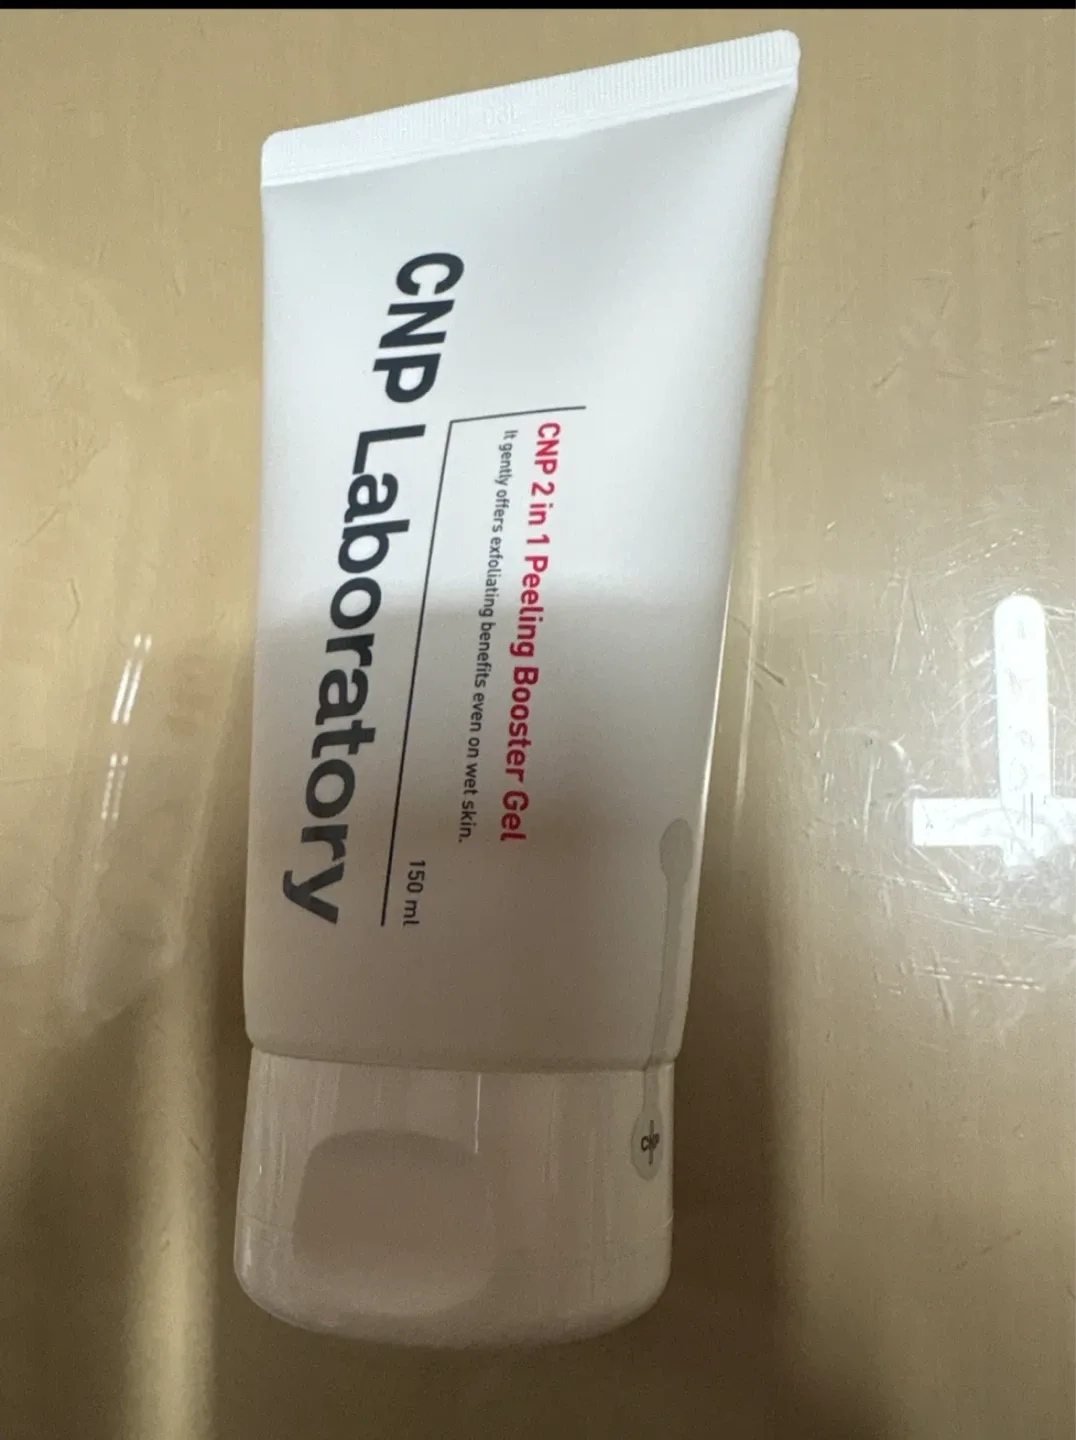 CNP Laboratory
CNP 2 in 1 Peeling Booster Gel
It gently offers exfoliating benefits even on wet skin.
150 ml